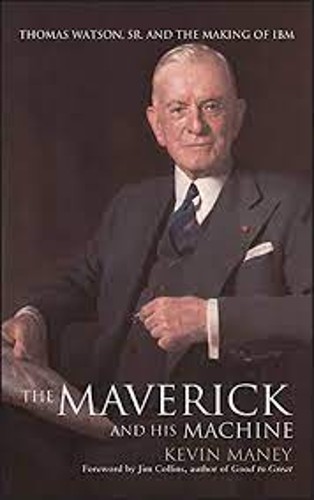 THOMAS WATSON, SR. AND THE MAKING OF IBM
THE MAVERICK
AND HIS MACHINE
KEVIN MANEY
Foreword by Jim Collins, author of Good to Great